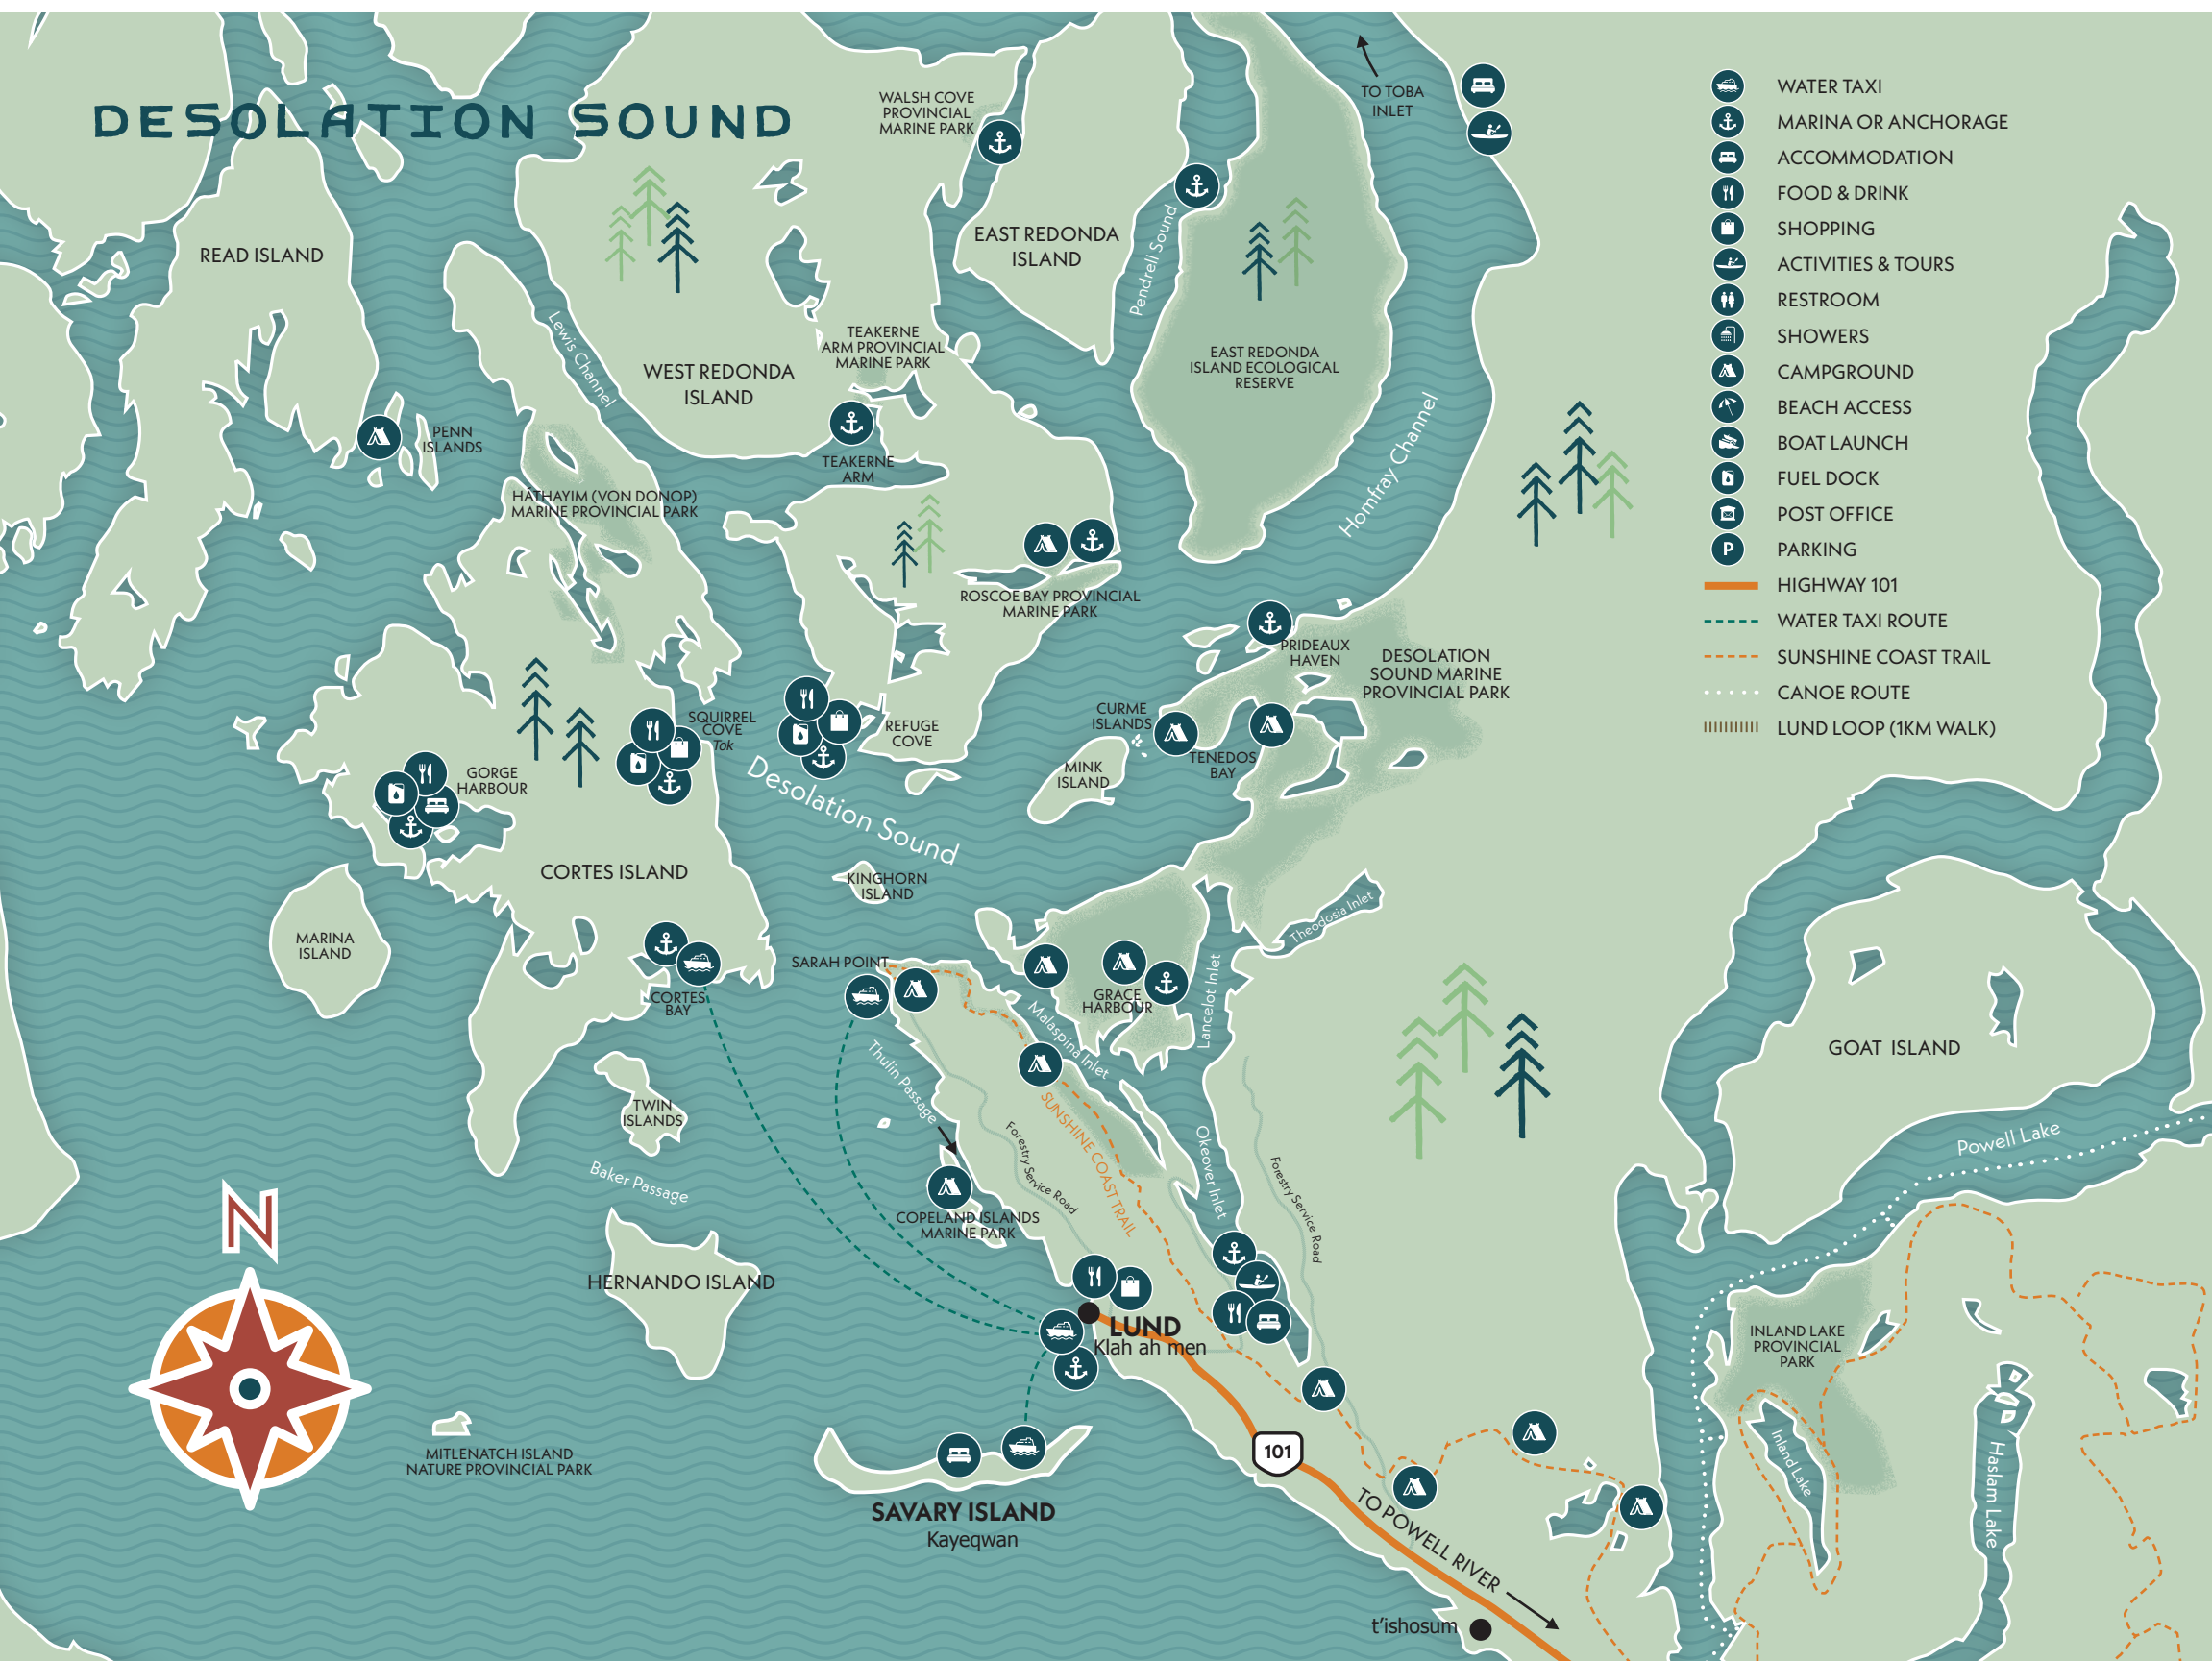 DESOLATION SOUND
WALSH COVE
PROVINCIAL
MARINE PARK
TO TOBA
INLET
READ ISLAND
EAST REDONDA
ISLAND
Pendrell Sound
Lewis Channel
TEAKERNE
ARM PROVINCIAL
MARINE PARK
WEST REDONDA
ISLAND
EAST REDONDA
ISLAND ECOLOGICAL
RESERVE
Homfray Channel
PENN
ISLANDS
TEAKERNE
ARM
HÁTHAYIM (VON DONOP)
MARINE PROVINCIAL PARK
ROSCOE BAY PROVINCIAL
MARINE PARK
PRIDEAUX
HAVEN
DESOLATION
SOUND MARINE
PROVINCIAL PARK
CURME
ISLANDS
TENEDOS
BAY
MINK
ISLAND
SQUIRREL
COVE
Tok
REFUGE
COVE
Desolation Sound
GORGE
HARBOUR
CORTES ISLAND
KINGHORN
ISLAND
MARINA
ISLAND
Theodosia Inlet
SARAH POINT
CORTES
BAY
GRACE
HARBOUR
Lancelot Inlet
Malaspina Inlet
Thulin Passage
TWIN
ISLANDS
SUNSHINE COAST TRAIL
Forestry Service Road
Okeover Inlet
Forestry Service Road
Baker Passage
COPELAND ISLANDS
MARINE PARK
N
HERNANDO ISLAND
LUND
Klah ah men
MITLENATCH ISLAND
NATURE PROVINCIAL PARK
101
SAVARY ISLAND
Kayeqwan
TO POWELL RIVER
t'ishosum
GOAT ISLAND
Powell Lake
INLAND LAKE
PROVINCIAL
PARK
Inland Lake
Haslam Lake
WATER TAXI
MARINA OR ANCHORAGE
ACCOMMODATION
FOOD & DRINK
SHOPPING
ACTIVITIES & TOURS
RESTROOM
SHOWERS
CAMPGROUND
BEACH ACCESS
BOAT LAUNCH
FUEL DOCK
POST OFFICE
P
PARKING
HIGHWAY 101
WATER TAXI ROUTE
SUNSHINE COAST TRAIL
CANOE ROUTE
LUND LOOP (1KM WALK)